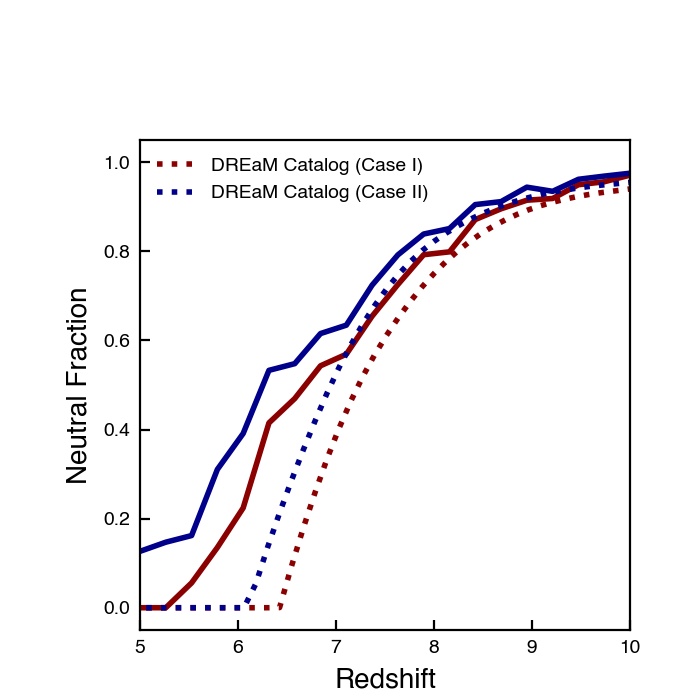 DREaM Catalog (Case I)
DREaM Catalog (Case II)
1.0
0.8
0.6
0.4
0.2
0.0
Neutral Fraction
5 6 7 8 9 10
Redshift